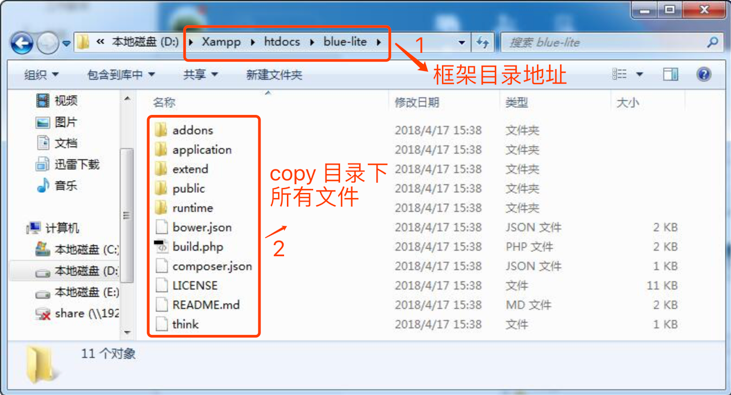 « 本地磁盘 (D:) ▸ Xampp ▸ htdocs ▸ blue-lite ▸
搜索 blue-lite
1
框架目录地址
组织 包含到库中 共享 新建文件夹
名称 修改日期 类型 大小
视频
图片
文档
迅雷下载
音乐
计算机
本地磁盘 (C:
本地磁盘 (D:
本地磁盘 (E:)
share (\\192
addons 2018/4/17 15:38 文件夹
application 2018/4/17 15:38 文件夹
extend 2018/4/17 15:38 文件夹
public 2018/4/17 15:38 文件夹
runtime 2018/4/17 15:38 文件夹
bower.json 2018/4/17 15:38 JSON 文件 2 KB
build.php 2018/4/17 15:38 PHP 文件 2 KB
composer.json 2018/4/17 15:38 JSON 文件 1 KB
LICENSE 2018/4/17 15:38 文件 11 KB
README.md 2018/4/17 15:38 MD 文件 2 KB
think 2018/4/17 15:38 文件 1 KB
copy 目录下
所有文件
2
11 个对象